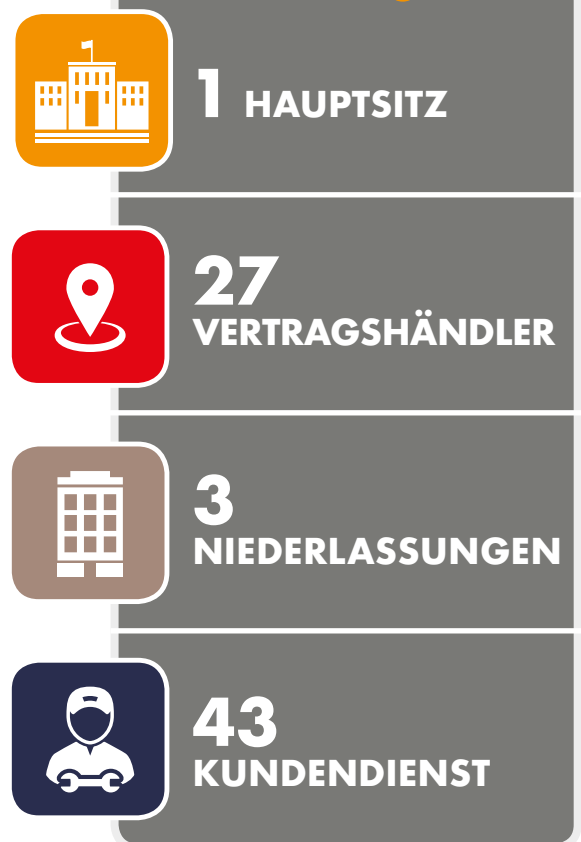 1 HAUPTSITZ
27
VERTRAGSHÄNDLER
3
NIEDERLASSUNGEN
43
KUNDENDIENST